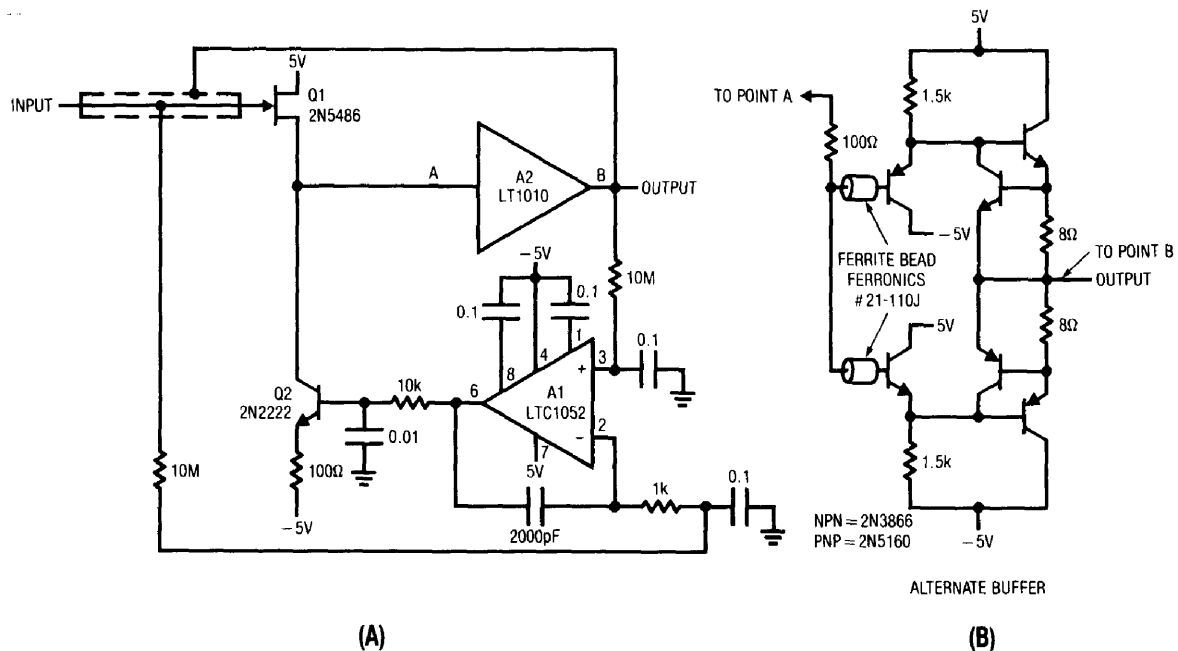 5V
INPUT
Q1
2N5486
A
A2
LT1010
B
OUTPUT
−5V
10M
0.1
0.1
1
4
8
3
+
0.1
6
A1
LTC1052
2
−
7
5V
10k
Q2
2N2222
0.01
100Ω
−5V
10M
2000pF
1k
0.1
(A)
5V
TO POINT A
1.5k
100Ω
−5V
8Ω
FERRITE BEAD
FERRONICS
#21-110J
TO POINT B
OUTPUT
5V
8Ω
1.5k
NPN = 2N3866
PNP = 2N5160
−5V
ALTERNATE BUFFER
(B)